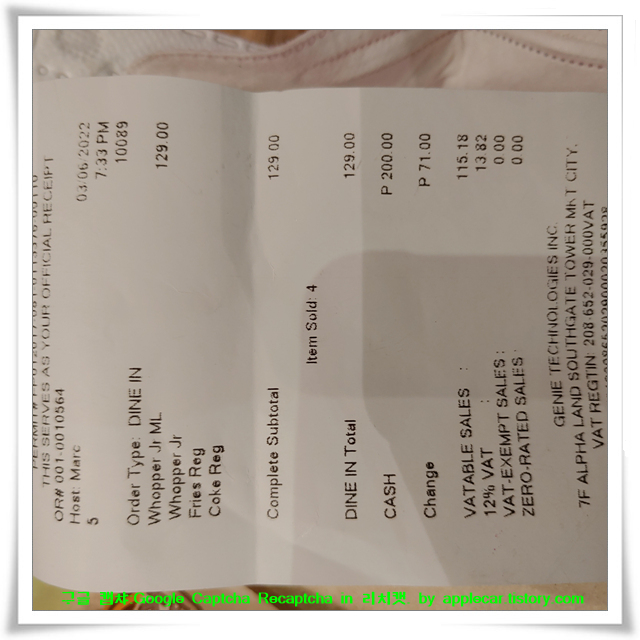 THIS SERVES AS YOUR OFFICIAL RECEIPT
OR# 001-0010564 03/06/2022
Host: Marc 7:33 PM
5 10089
Order Type: DINE IN
Whopper Jr ML 129.00
Whopper Jr
Fries Reg
Coke Reg
Complete Subtotal 129.00
Item Sold: 4
DINE IN Total 129.00
CASH P 200.00
Change P 71.00
VATABLE SALES : 115.18
12% VAT : 13.82
VAT-EXEMPT SALES : 0.00
ZERO-RATED SALES : 0.00
GENIE TECHNOLOGIES INC.
7F ALPHA LAND SOUTHGATE TOWER MKT CITY.
VAT REGTIN: 208-652-029-000VAT
구글 캡챠 Google Captcha Recaptcha in 리치캣 by applecar.tistory.com